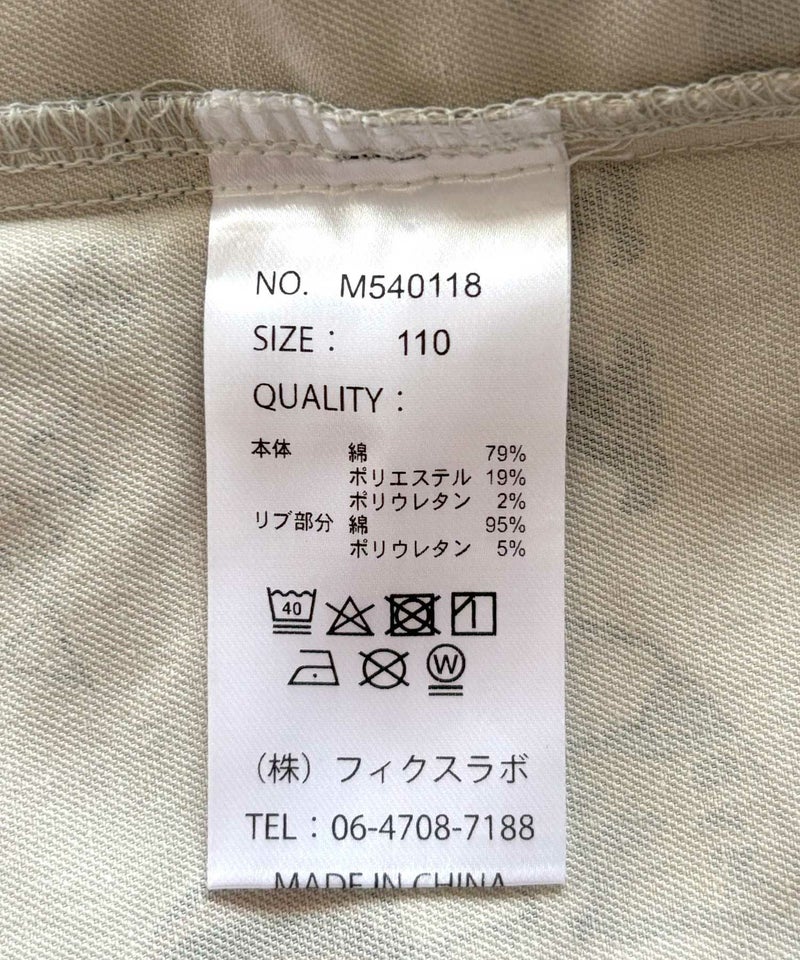 NO. M540118
SIZE： 110
QUALITY：
本体 綿 79%
ポリエステル 19%
ポリウレタン 2%
リブ部分 綿 95%
ポリウレタン 5%
40
W
（株）フィクスラボ
TEL：06-4708-7188
MADE IN CHINA